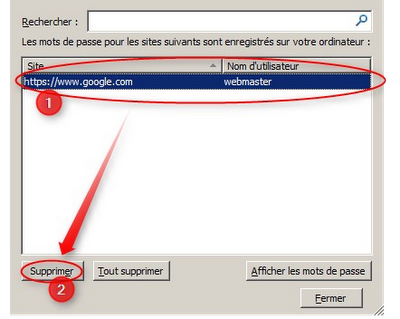 Rechercher :
Les mots de passe pour les sites suivants sont enregistrés sur votre ordinateur :
Site Nom d'utilisateur
https://www.google.com webmaster
1
Supprimer Tout supprimer Afficher les mots de passe
2
Fermer